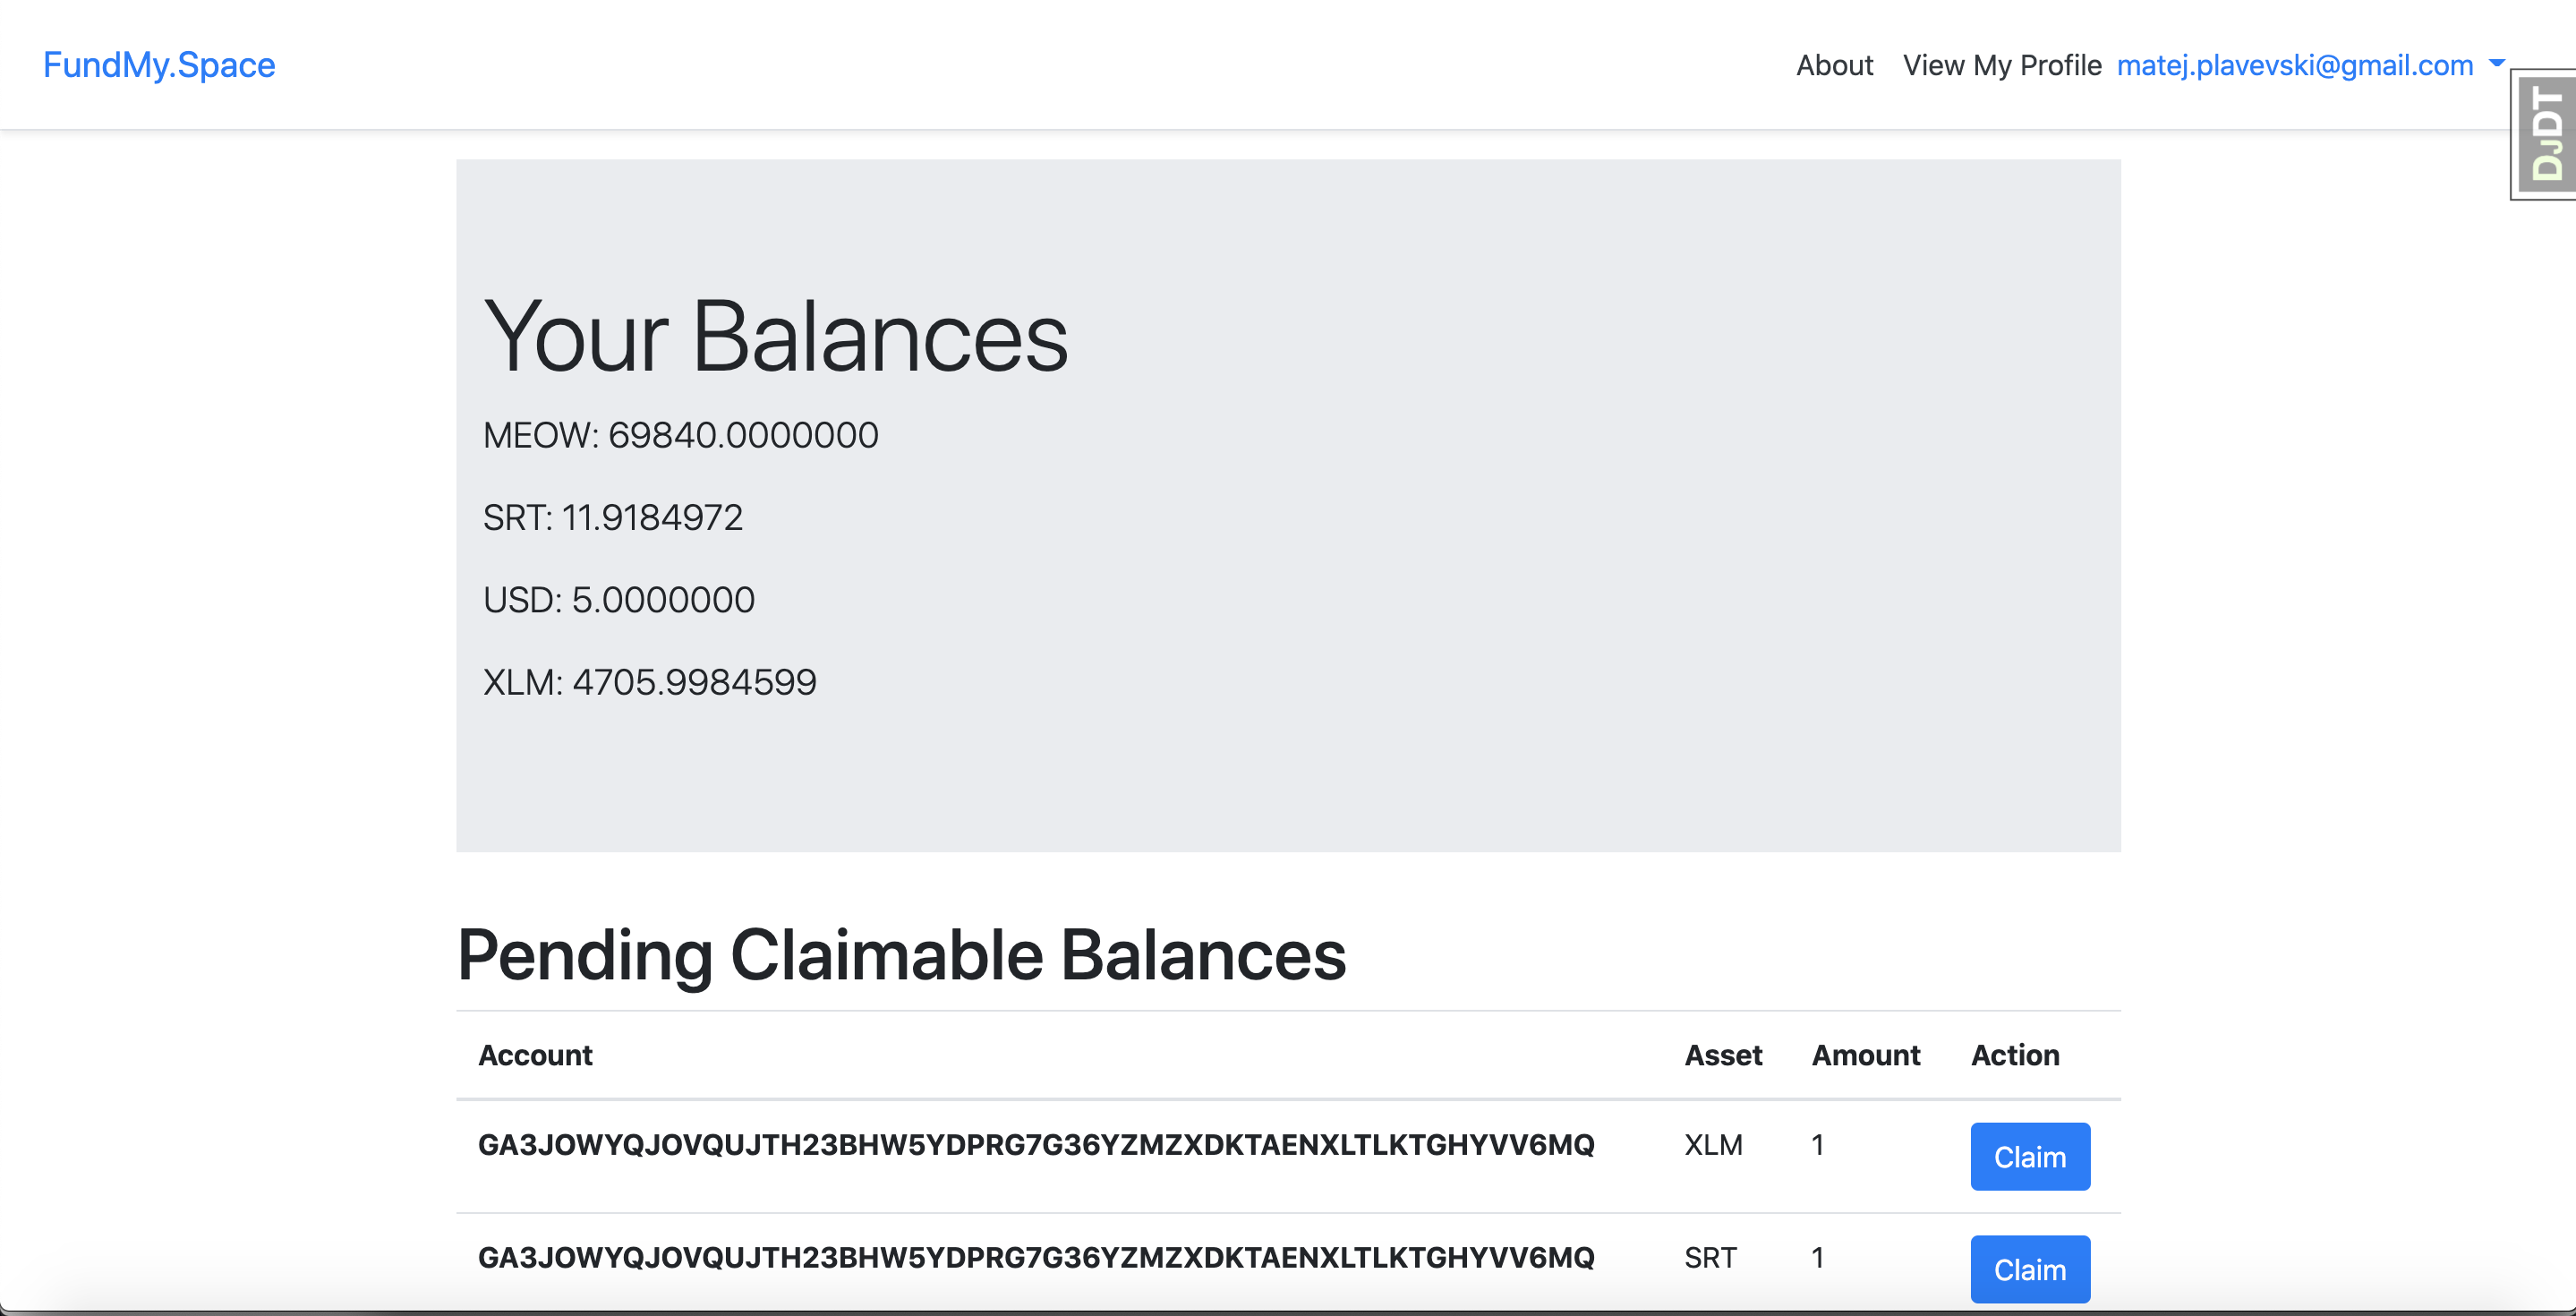 FundMy.Space
About View My Profile matej.plavevski@gmail.com
DJDT
Your Balances
MEOW: 69840.0000000
SRT: 11.9184972
USD: 5.0000000
XLM: 4705.9984599
Pending Claimable Balances
Account Asset Amount Action
GA3JOWYQJOVQUJTH23BHW5YDPRG7G36YZMZXDKTAENXLTLKTGHYVV6MQ XLM 1 Claim
GA3JOWYQJOVQUJTH23BHW5YDPRG7G36YZMZXDKTAENXLTLKTGHYVV6MQ SRT 1 Claim